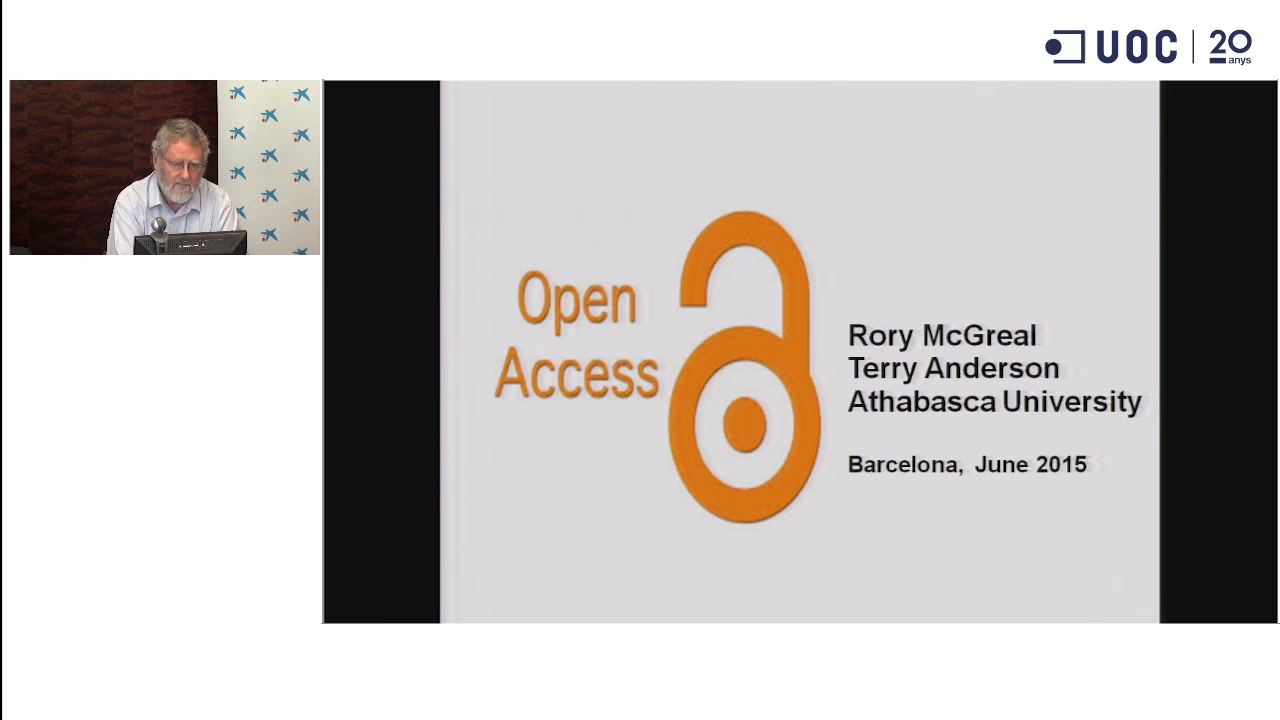 UOC
20
anys
Open
Access
Rory McGreal
Terry Anderson
Athabasca University
Barcelona, June 2015